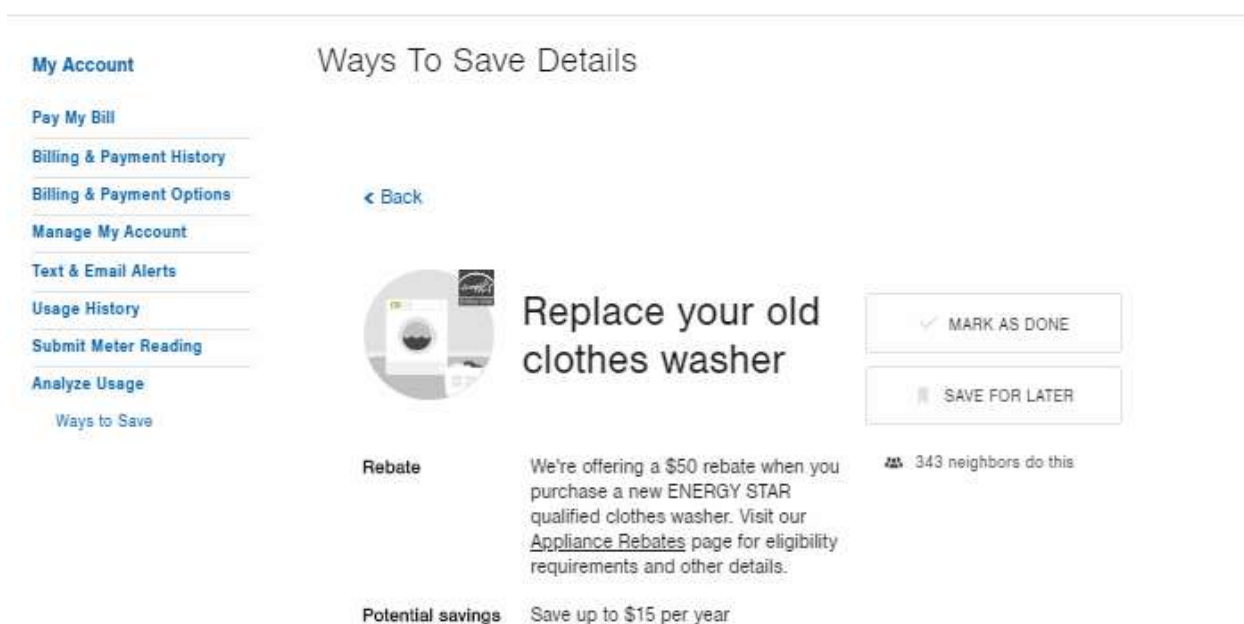 My Account
Pay My Bill
Billing & Payment History
Billing & Payment Options
Manage My Account
Text & Email Alerts
Usage History
Submit Meter Reading
Analyze Usage
Ways to Save
Ways To Save Details
< Back
Replace your old
clothes washer
MARK AS DONE
SAVE FOR LATER
343 neighbors do this
Rebate
We're offering a $50 rebate when you
purchase a new ENERGY STAR
qualified clothes washer. Visit our
Appliance Rebates page for eligibility
requirements and other details.
Potential savings
Save up to $15 per year